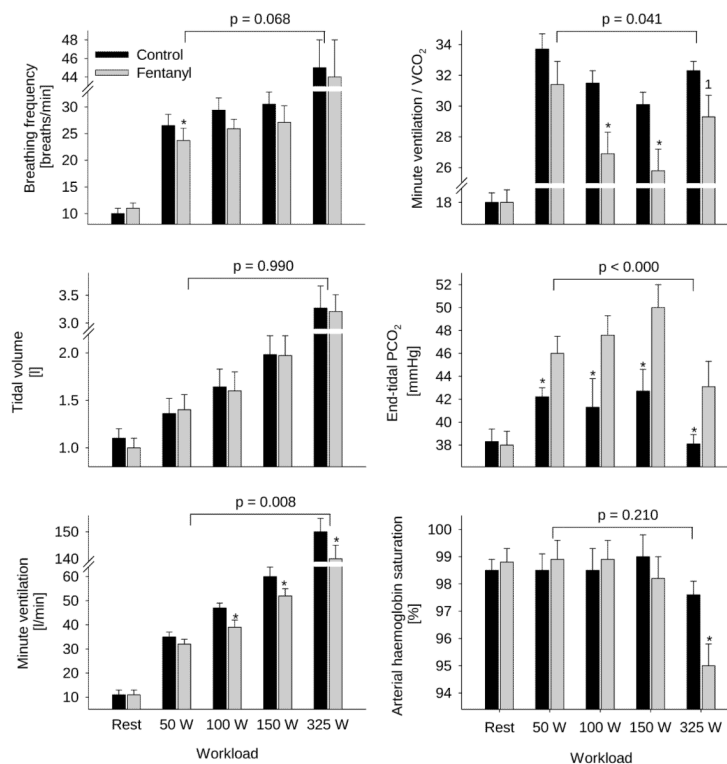 p = 0.068
48
46
44
30
25
20
15
10
Breathing frequency
[breaths/min]
Control
Fentanyl
*
p = 0.041
34
32
30
28
26
18
Minute ventilation / VCO2
*
*
1
p = 0.990
3.5
3.0
2.0
1.5
1.0
Tidal volume
[l]
p < 0.000
52
50
48
46
44
42
40
38
End-tidal PCO2
[mmHg]
*
*
*
*
p = 0.008
150
140
60
50
40
30
20
10
Minute ventilation
[l/min]
*
*
*
Rest 50 W 100 W 150 W 325 W
Workload
p = 0.210
100
99
98
97
96
95
94
Arterial haemoglobin saturation
[%]
*
Rest 50 W 100 W 150 W 325 W
Workload